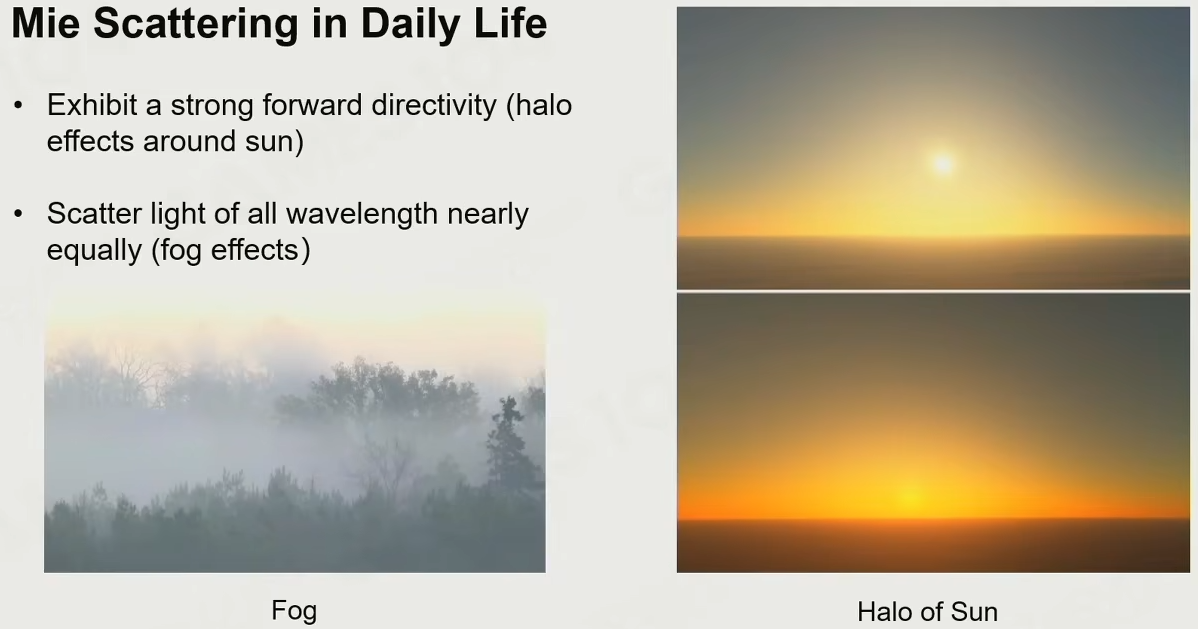 Mie Scattering in Daily Life
• Exhibit a strong forward directivity (halo
effects around sun)
• Scatter light of all wavelength nearly
equally (fog effects)
Fog
Halo of Sun